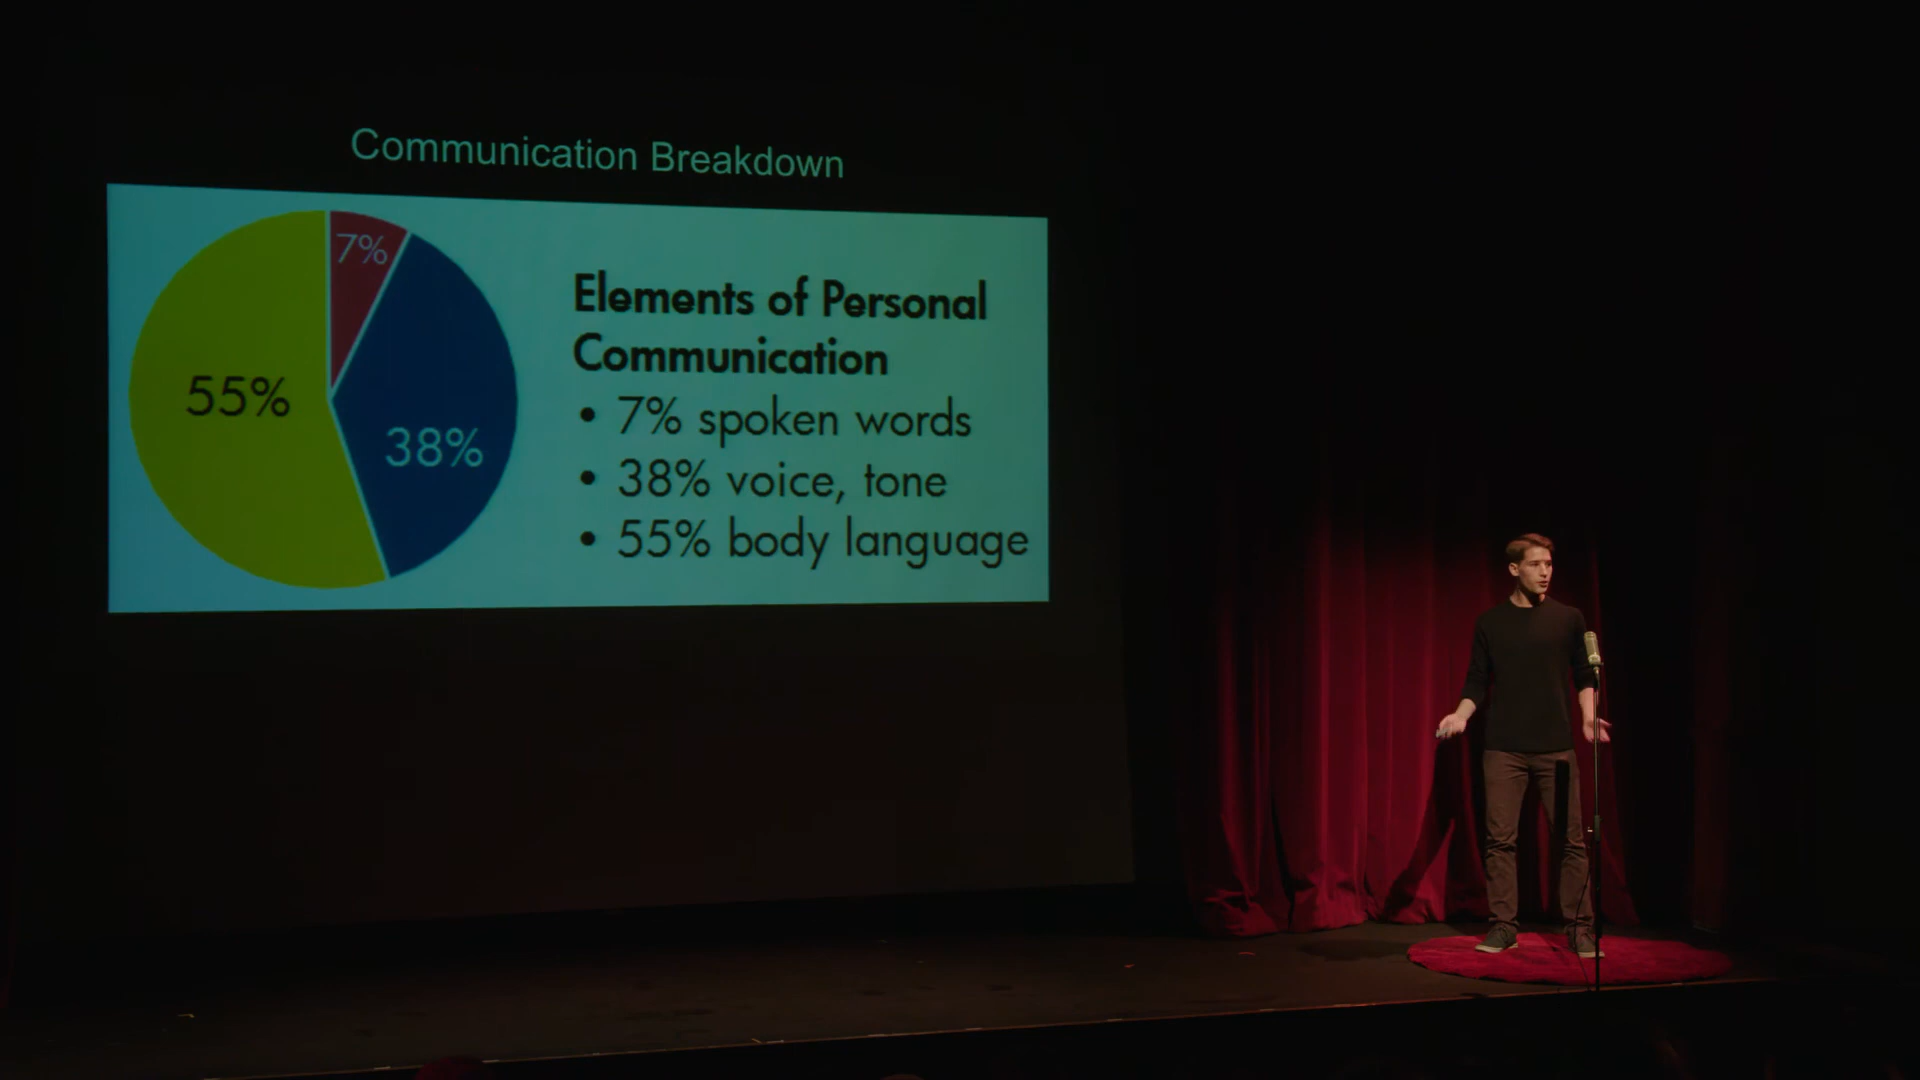 Communication Breakdown
7%
55%
38%
Elements of Personal
Communication
• 7% spoken words
• 38% voice, tone
• 55% body language